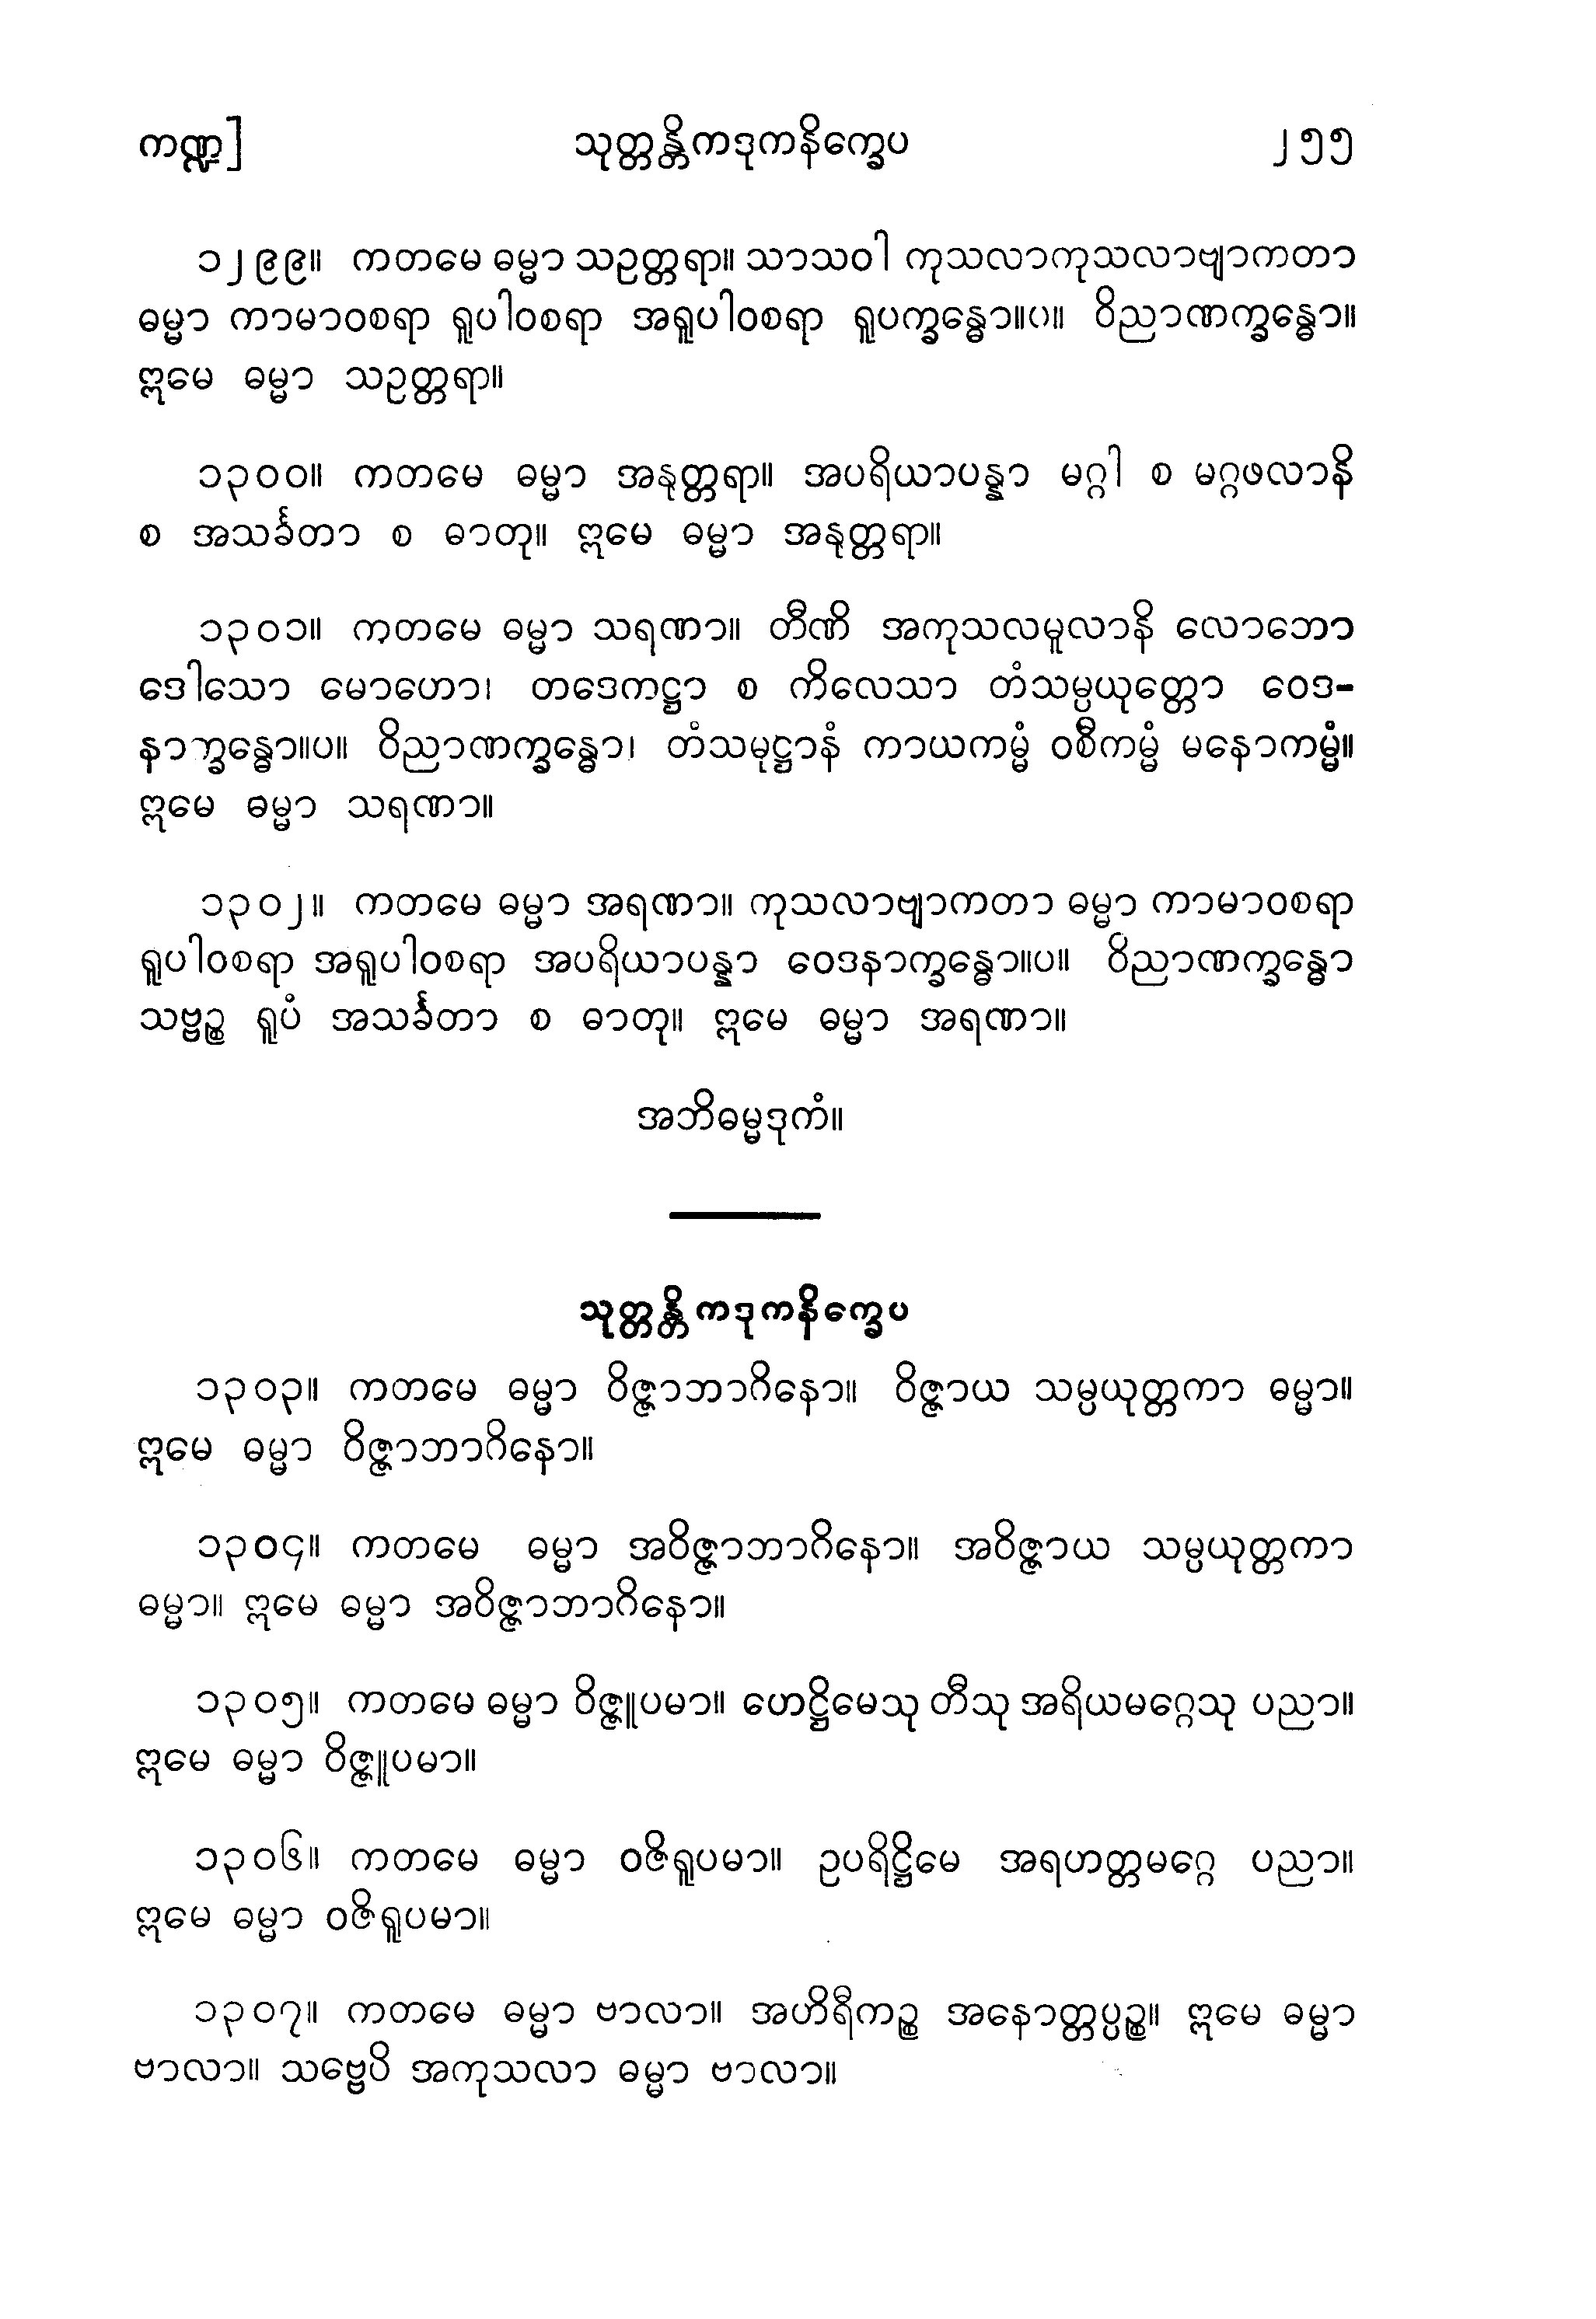 ကဏ္ဍ] သုတ္တန္တိကဒုကနိက္ခေပ ၂၅၅
၁၂၉၉။ ကတမေ ဓမ္မာ သဥတ္တရာ။ သာသဝါ ကုသလာကုသလာဗျာကတာ
ဓမ္မာ ကာမာဝစရာ ရူပါဝစရာ အရူပါဝစရာ ရူပက္ခန္ဓော။ပ။ ဝိညာဏက္ခန္ဓော။
ဣမေ ဓမ္မာ သဥတ္တရာ။
၁၃၀၀။ ကတမေ ဓမ္မာ အနုတ္တရာ။ အပရိယာပန္နာ မဂ္ဂါ စ မဂ္ဂဖလာနိ
စ အသင်္ခတာ စ ဓာတု။ ဣမေ ဓမ္မာ အနုတ္တရာ။
၁၃၀၁။ ကတမေ ဓမ္မာ သရဏာ။ တီဏိ အကုသလမူလာနိ လောဘော
ဒေါသော မောဟော၊ တဒေကဋ္ဌာ စ ကိလေသာ တံသမ္ပယုတ္တော ဝေဒ-
နာက္ခန္ဓော။ပ။ ဝိညာဏက္ခန္ဓော၊ တံသမုဋ္ဌာနံ ကာယကမ္မံ ဝစီကမ္မံ မနောကမ္မံ။
ဣမေ ဓမ္မာ သရဏာ။
၁၃၀၂။ ကတမေ ဓမ္မာ အရဏာ။ ကုသလာဗျာကတာ ဓမ္မာ ကာမာဝစရာ
ရူပါဝစရာ အရူပါဝစရာ အပရိယာပန္နာ ဝေဒနာက္ခန္ဓော။ပ။ ဝိညာဏက္ခန္ဓော
သဗ္ဗဉ္စ ရူပံ အသင်္ခတာ စ ဓာတု။ ဣမေ ဓမ္မာ အရဏာ။
အဘိဓမ္မဒုကံ။
သုတ္တန္တိကဒုကနိက္ခေပ
၁၃၀၃။ ကတမေ ဓမ္မာ ဝိဇ္ဇာဘာဂိနော။ ဝိဇ္ဇာယ သမ္ပယုတ္တကာ ဓမ္မာ။
ဣမေ ဓမ္မာ ဝိဇ္ဇာဘာဂိနော။
၁၃၀၄။ ကတမေ ဓမ္မာ အဝိဇ္ဇာဘာဂိနော။ အဝိဇ္ဇာယ သမ္ပယုတ္တကာ
ဓမ္မာ။ ဣမေ ဓမ္မာ အဝိဇ္ဇာဘာဂိနော။
၁၃၀၅။ ကတမေ ဓမ္မာ ဝိဇ္ဇူပမာ။ ဟေဋ္ဌိမေသု တီသု အရိယမဂ္ဂေသု ပညာ။
ဣမေ ဓမ္မာ ဝိဇ္ဇူပမာ။
၁၃၀၆။ ကတမေ ဓမ္မာ ဝဇိရူပမာ။ ဥပရိဋ္ဌိမေ အရဟတ္တမဂ္ဂေ ပညာ။
ဣမေ ဓမ္မာ ဝဇိရူပမာ။
၁၃၀၇။ ကတမေ ဓမ္မာ ဗာလာ။ အဟိရီကဉ္စ အနောတ္တပ္ပဉ္စ။ ဣမေ ဓမ္မာ
ဗာလာ။ သဗ္ဗေပိ အကုသလာ ဓမ္မာ ဗာလာ။